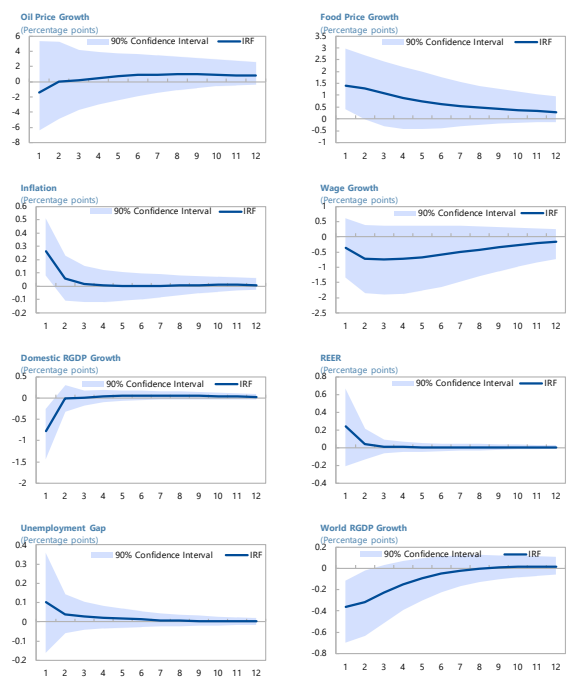 Oil Price Growth
(Percentage points)
90% Confidence Interval IRF
6
4
2
0
-2
-4
-6
-8
1 2 3 4 5 6 7 8 9 10 11 12
Food Price Growth
(Percentage points)
90% Confidence Interval IRF
3.5
3
2.5
2
1.5
1
0.5
0
-0.5
-1
1 2 3 4 5 6 7 8 9 10 11 12
Inflation
(Percentage points)
90% Confidence Interval IRF
0.6
0.5
0.4
0.3
0.2
0.1
0
-0.1
-0.2
1 2 3 4 5 6 7 8 9 10 11 12
Wage Growth
(Percentage points)
90% Confidence Interval IRF
1
0.5
0
-0.5
-1
-1.5
-2
-2.5
1 2 3 4 5 6 7 8 9 10 11 12
Domestic RGDP Growth
(Percentage points)
90% Confidence Interval IRF
0.5
0
-0.5
-1
-1.5
-2
1 2 3 4 5 6 7 8 9 10 11 12
REER
(Percentage points)
90% Confidence Interval IRF
0.8
0.6
0.4
0.2
0
-0.2
-0.4
1 2 3 4 5 6 7 8 9 10 11 12
Unemployment Gap
(Percentage points)
90% Confidence Interval IRF
0.4
0.3
0.2
0.1
0
-0.1
-0.2
1 2 3 4 5 6 7 8 9 10 11 12
World RGDP Growth
(Percentage points)
90% Confidence Interval IRF
0.2
0
-0.2
-0.4
-0.6
-0.8
1 2 3 4 5 6 7 8 9 10 11 12